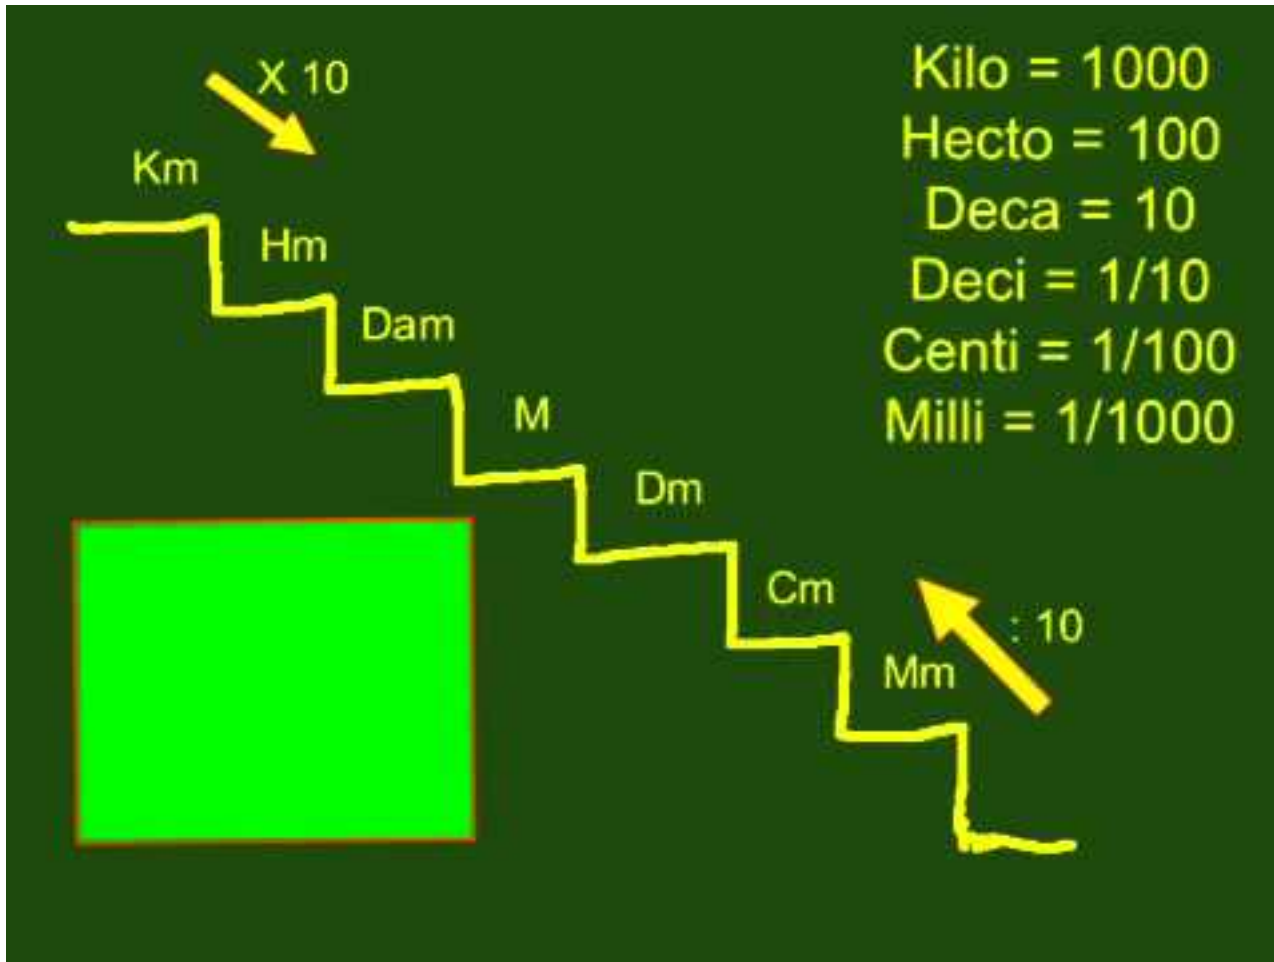 X 10
Km
Hm
Dam
M
Dm
Cm
Mm
: 10
Kilo = 1000
Hecto = 100
Deca = 10
Deci = 1/10
Centi = 1/100
Milli = 1/1000